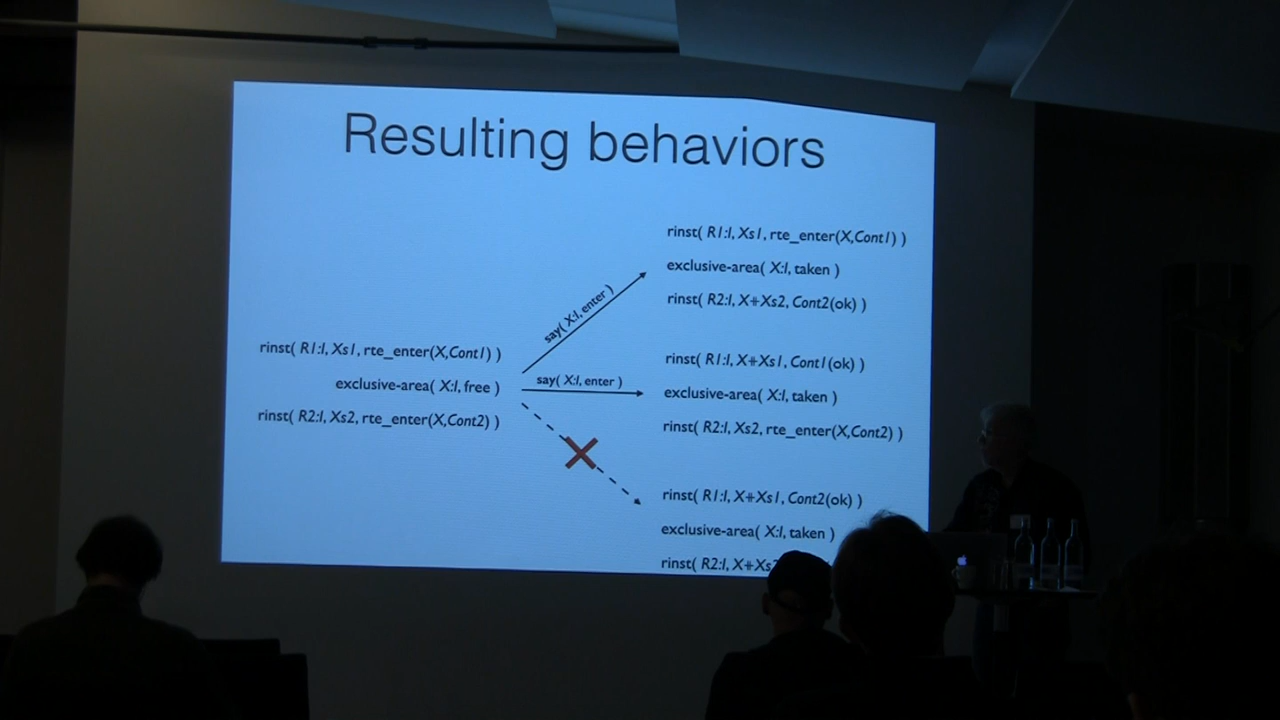 Resulting behaviors
rinst( R1:I, Xs1, rte_enter(X,Cont1) )
exclusive-area( X:I, taken )
rinst( R2:I, X⧺Xs2, Cont2(ok) )
say( X:I, enter )
rinst( R1:I, Xs1, rte_enter(X,Cont1) )
exclusive-area( X:I, free )
rinst( R2:I, Xs2, rte_enter(X,Cont2) )
say( X:I, enter )
rinst( R1:I, X⧺Xs1, Cont1(ok) )
exclusive-area( X:I, taken )
rinst( R2:I, Xs2, rte_enter(X,Cont2) )
rinst( R1:I, X⧺Xs1, Cont2(ok) )
exclusive-area( X:I, taken )
rinst( R2:I,